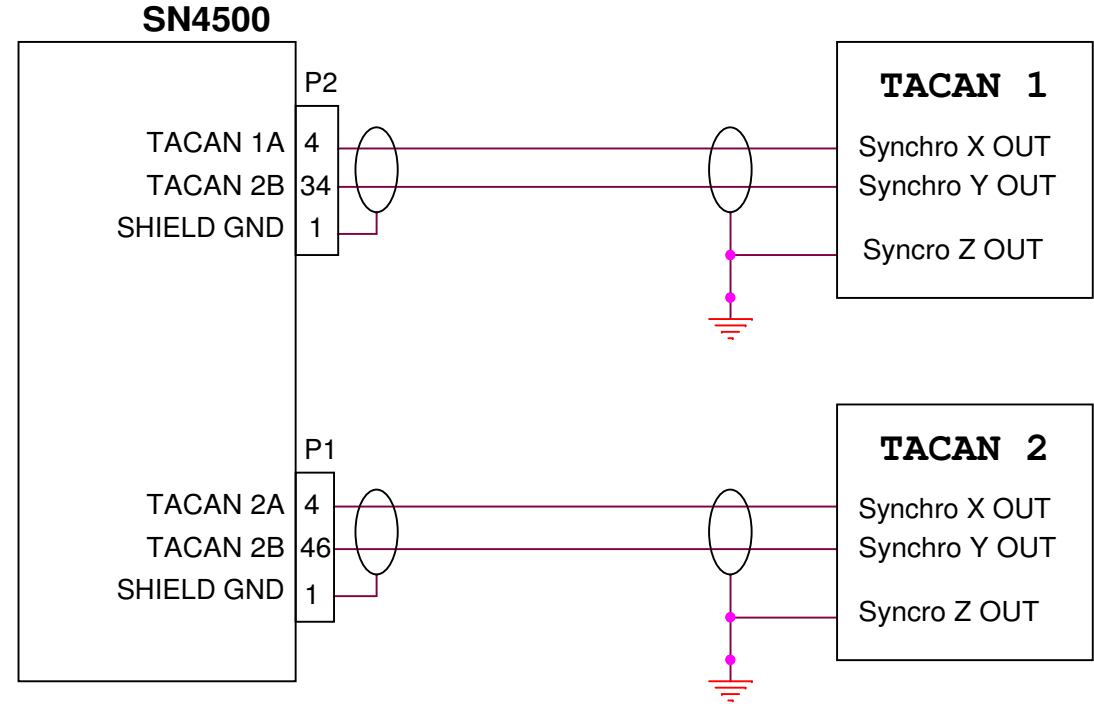 SN4500
P2
TACAN 1A 4
TACAN 2B 34
SHIELD GND 1
TACAN 1
Synchro X OUT
Synchro Y OUT
Syncro Z OUT
P1
TACAN 2A 4
TACAN 2B 46
SHIELD GND 1
TACAN 2
Synchro X OUT
Synchro Y OUT
Syncro Z OUT